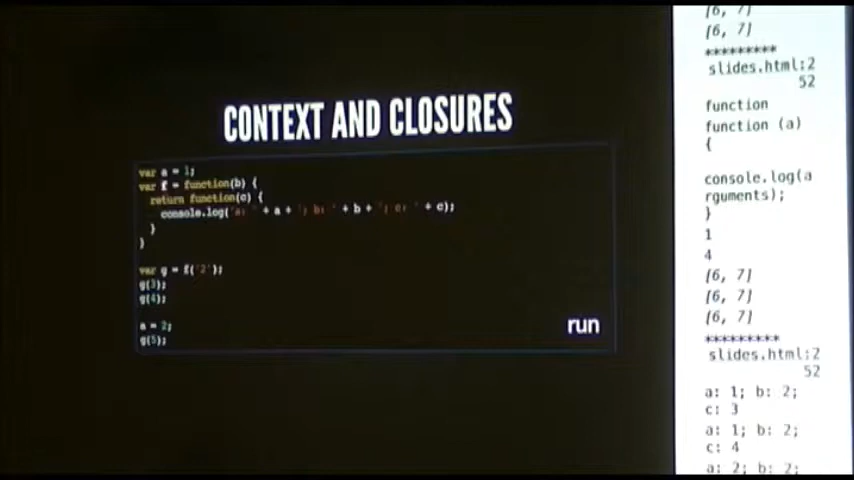 CONTEXT AND CLOSURES
var a = 1;
var f = function(b) {
return function(c) {
console.log('a: ' + a + '; b: ' + b + '; c: ' + c);
}
}
var g = f('2');
g(3);
g(4);
a = 2;
g(5);
run
[6, 7]
[6, 7]
*********
slides.html:2
52
function
function (a)
{
console.log(a
rguments);
}
1
4
[6, 7]
[6, 7]
[6, 7]
*********
slides.html:2
52
a: 1; b: 2;
c: 3
a: 1; b: 2;
c: 4
a: 2; b: 2;